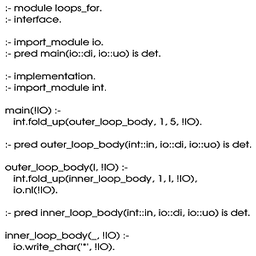 :- module loops_for.
:- interface.
:- import_module io.
:- pred main(io::di, io::uo) is det.
:- implementation.
:- import_module int.
main(!IO) :-
int.fold_up(outer_loop_body, 1, 5, !IO).
:- pred outer_loop_body(int::in, io::di, io::uo) is det.
outer_loop_body(I, !IO) :-
int.fold_up(inner_loop_body, 1, I, !IO),
io.nl(!IO).
:- pred inner_loop_body(int::in, io::di, io::uo) is det.
inner_loop_body(_, !IO) :-
io.write_char('*', !IO).